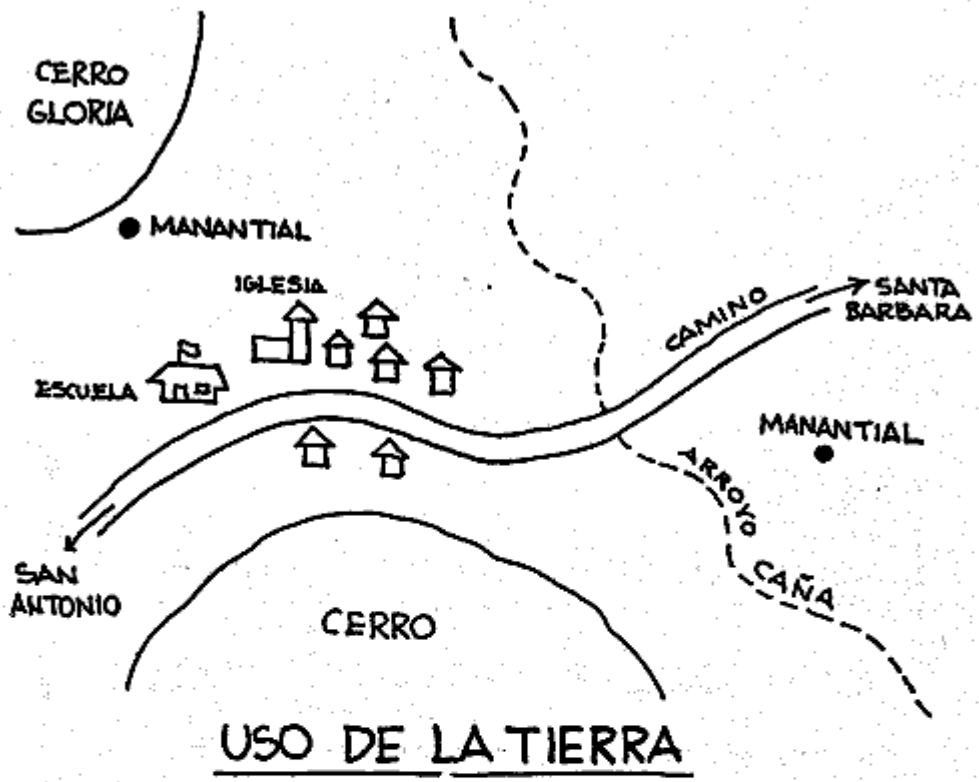 CERRO
GLORIA
MANANTIAL
IGLESIA
ESCUELA
CAMINO
SANTA
BARBARA
MANANTIAL
ARROYO
CAÑA
SAN
ANTONIO
CERRO
USO DE LA TIERRA